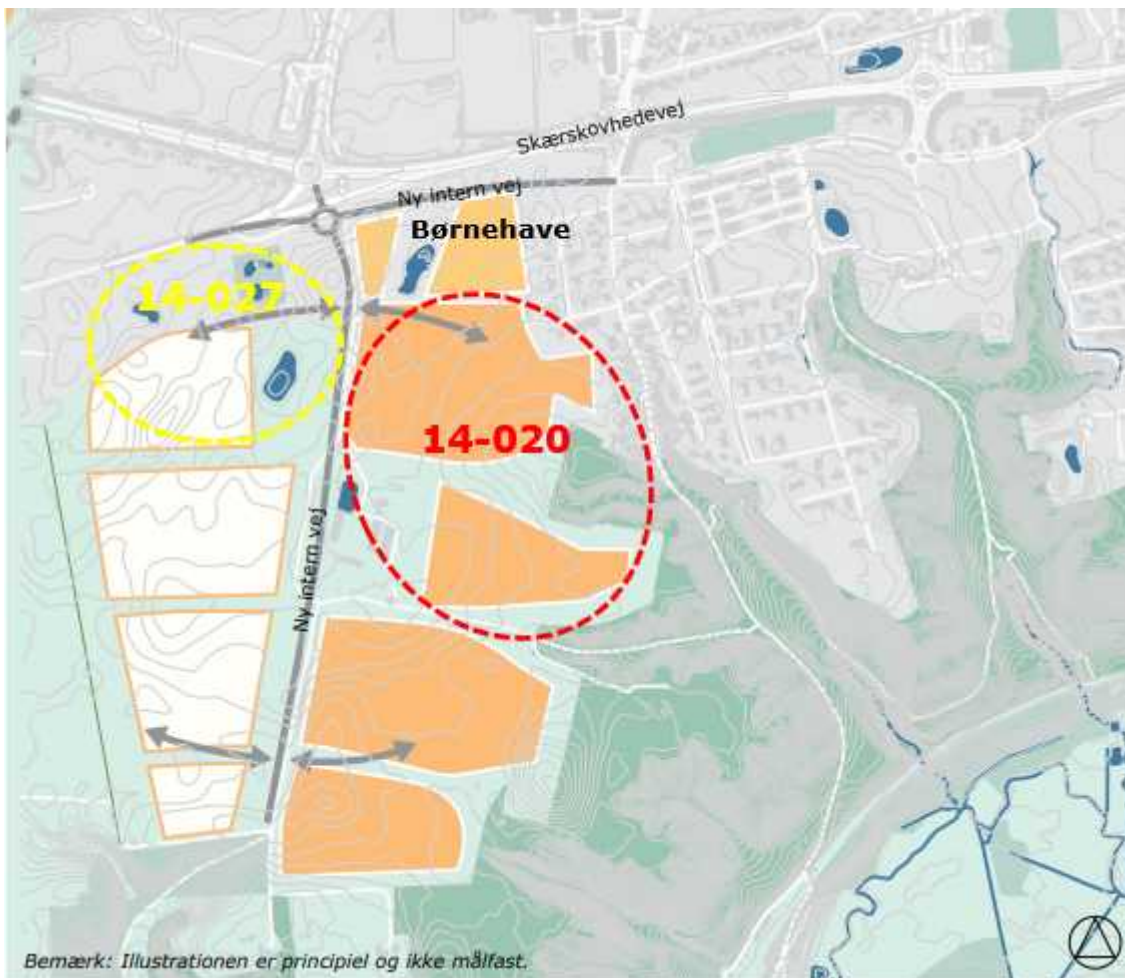 Skærskovhedevej
Ny intern vej
Børnehave
14-027
14-020
Ny intern vej
Bemærk: Illustrationen er principiel og ikke målfast.